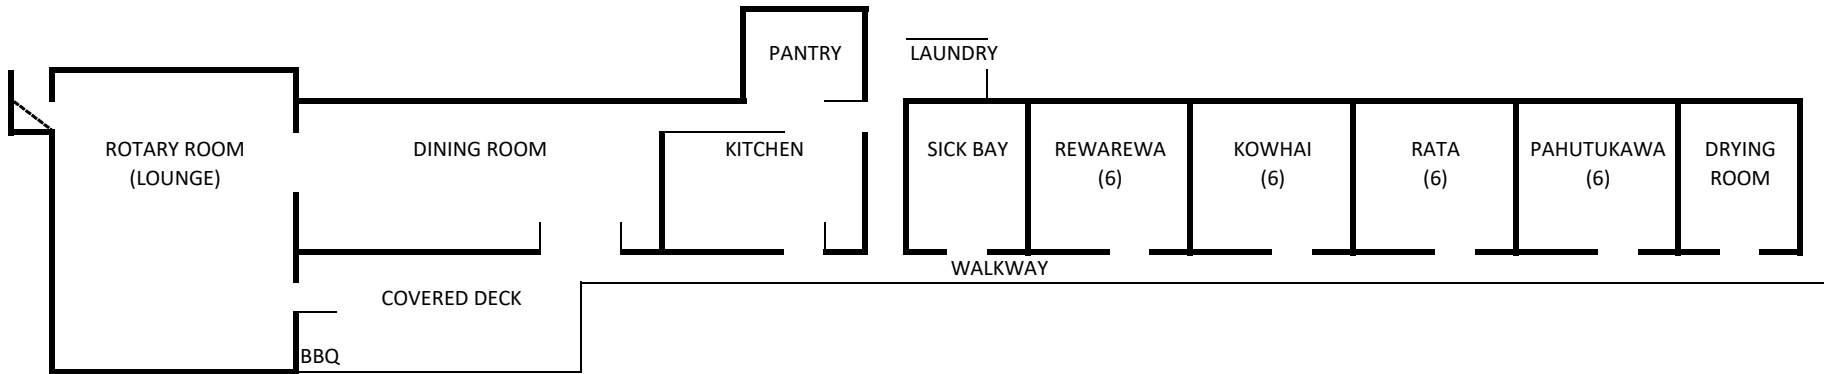 PANTRY
LAUNDRY
ROTARY ROOM
(LOUNGE)
DINING ROOM
KITCHEN
SICK BAY
REWAREWA
(6)
KOWHAI
(6)
RATA
(6)
PAHUTUKAWA
(6)
DRYING
ROOM
WALKWAY
COVERED DECK
BBQ